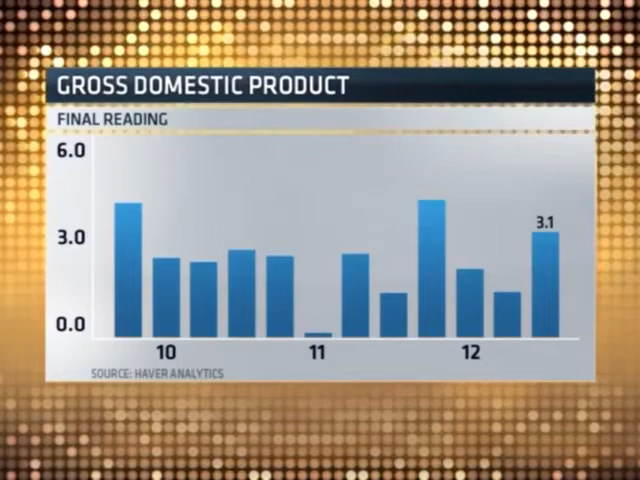 GROSS DOMESTIC PRODUCT
FINAL READING
6.0
3.1
3.0
0.0
10 11 12
SOURCE: HAVER ANALYTICS